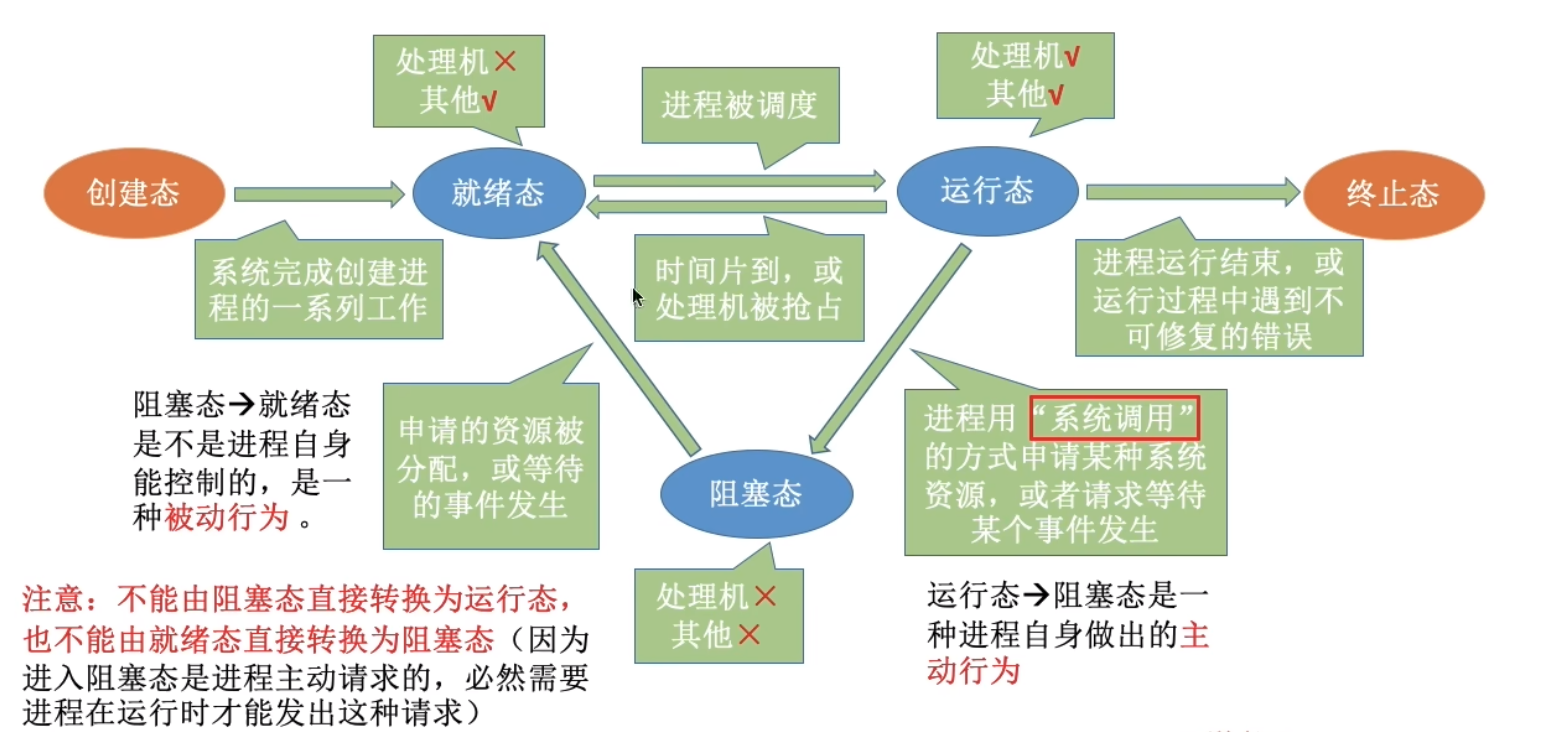 处理机×
其他√
进程被调度
处理机√
其他√
创建态
就绪态
运行态
终止态
系统完成创建进
程的一系列工作
时间片到，或
处理机被抢占
进程运行结束，或
运行过程中遇到不
可修复的错误
阻塞态→就绪态
是不是进程自身
能控制的，是一
种被动行为 。
申请的资源被
分配，或等待
的事件发生
阻塞态
进程用“系统调用”
的方式申请某种系统
资源，或者请求等待
某个事件发生
处理机×
其他×
注意：不能由阻塞态直接转换为运行态，
也不能由就绪态直接转换为阻塞态（因为
进入阻塞态是进程主动请求的，必然需要
进程在运行时才能发出这种请求）
运行态→阻塞态是一
种进程自身做出的主
动行为